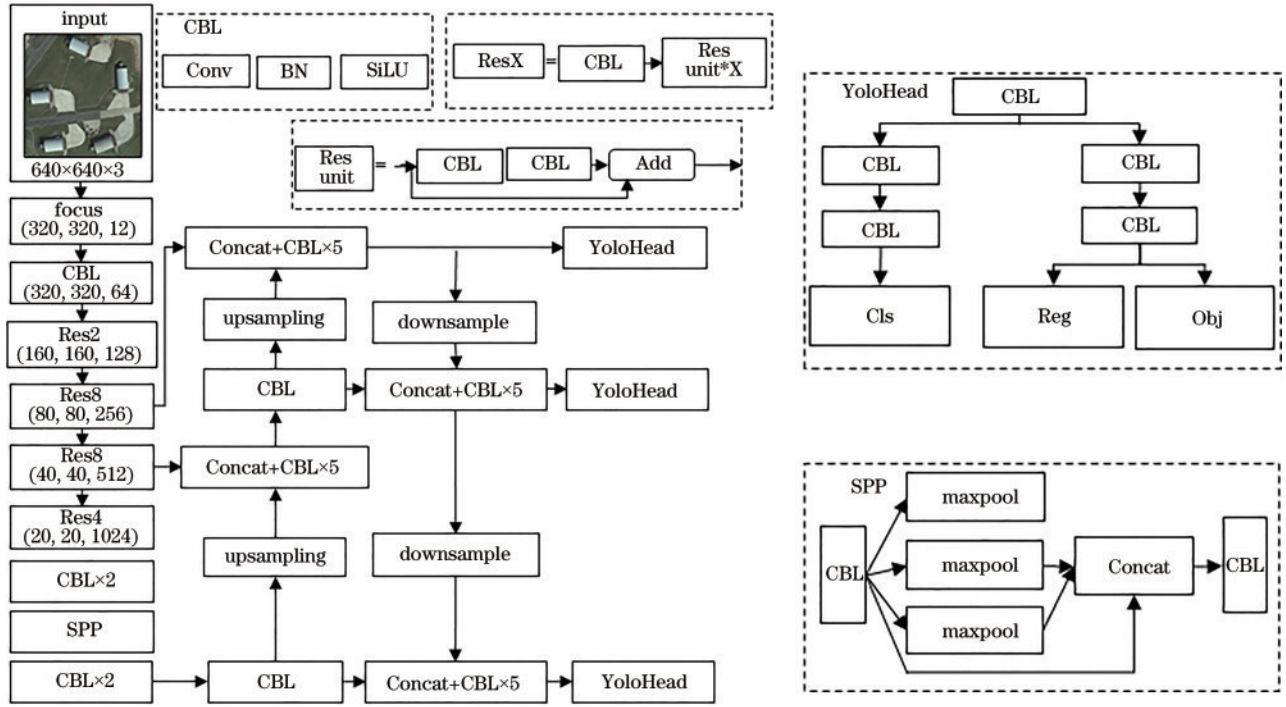 input
640×640×3
focus
(320, 320, 12)
CBL
(320, 320, 64)
Res2
(160, 160, 128)
Res8
(80, 80, 256)
Res8
(40, 40, 512)
Res4
(20, 20, 1024)
CBL×2
SPP
CBL×2
CBL
Conv
BN
SiLU
ResX
=
CBL
Res
unit*X
Res
unit
=
CBL
CBL
Add
Concat+CBL×5
YoloHead
upsampling
downsample
CBL
Concat+CBL×5
YoloHead
Concat+CBL×5
upsampling
downsample
CBL
Concat+CBL×5
YoloHead
YoloHead
CBL
CBL
CBL
CBL
CBL
Cls
Reg
Obj
SPP
CBL
maxpool
maxpool
maxpool
Concat
CBL